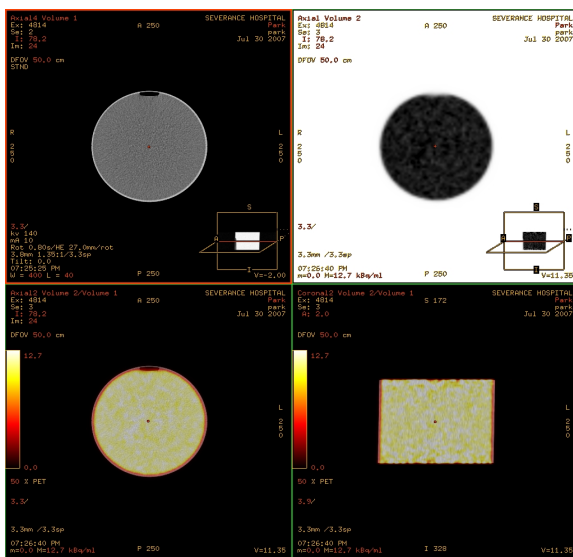 Axial4 Volume 1
SEVERANCE HOSPITAL
Ex: 4814
A 250
Park
Se: 2
park
I: 78.2
Jul 30 2007
Im: 24
DFOV 50.0 cm
STND
R
L
2
5
0
2
5
0
S
A
P
I
3.3/
kv 140
mA 10
Rot 0.80s/HE 27.0mm/rot
3.8mm 1.35:1/3.3sp
Tilt: 0.0
07:25:25 PM
W = 400 L = 40
P 250
V=-2.00
Axial Volume 2
SEVERANCE HOSPITAL
Ex: 4814
A 250
Park
Se: 3
park
I: 78.2
Jul 30 2007
Im: 24
DFOV 50.0 cm
R
L
2
5
0
2
5
0
S
P
I
3.3/
3.3mm /3.3sp
07:26:40 PM
m=0.0 M=12.7 kBq/ml
P 250
V=11.35
Axial2 Volume 2/Volume 1
SEVERANCE HOSPITAL
Ex: 4814
A 250
Park
Se: 3
park
I: 78.2
Jul 30 2007
Im: 24
DFOV 50.0 cm
12.7
L
2
5
0
0.0
50 % PET
3.3/
3.3mm /3.3sp
07:26:40 PM
m=0.0 M=12.7 kBq/ml
P 250
V=11.35
Coronal2 Volume 2/Volume 1
SEVERANCE HOSPITAL
Ex: 4814
S 172
Park
Se: 3
park
A: 2.0
Jul 30 2007
DFOV 50.0 cm
12.7
L
2
5
0
0.0
50 % PET
3.9/
3.3mm /3.3sp
07:26:40 PM
m=0.0 M=12.7 kBq/ml
I 328
V=11.35